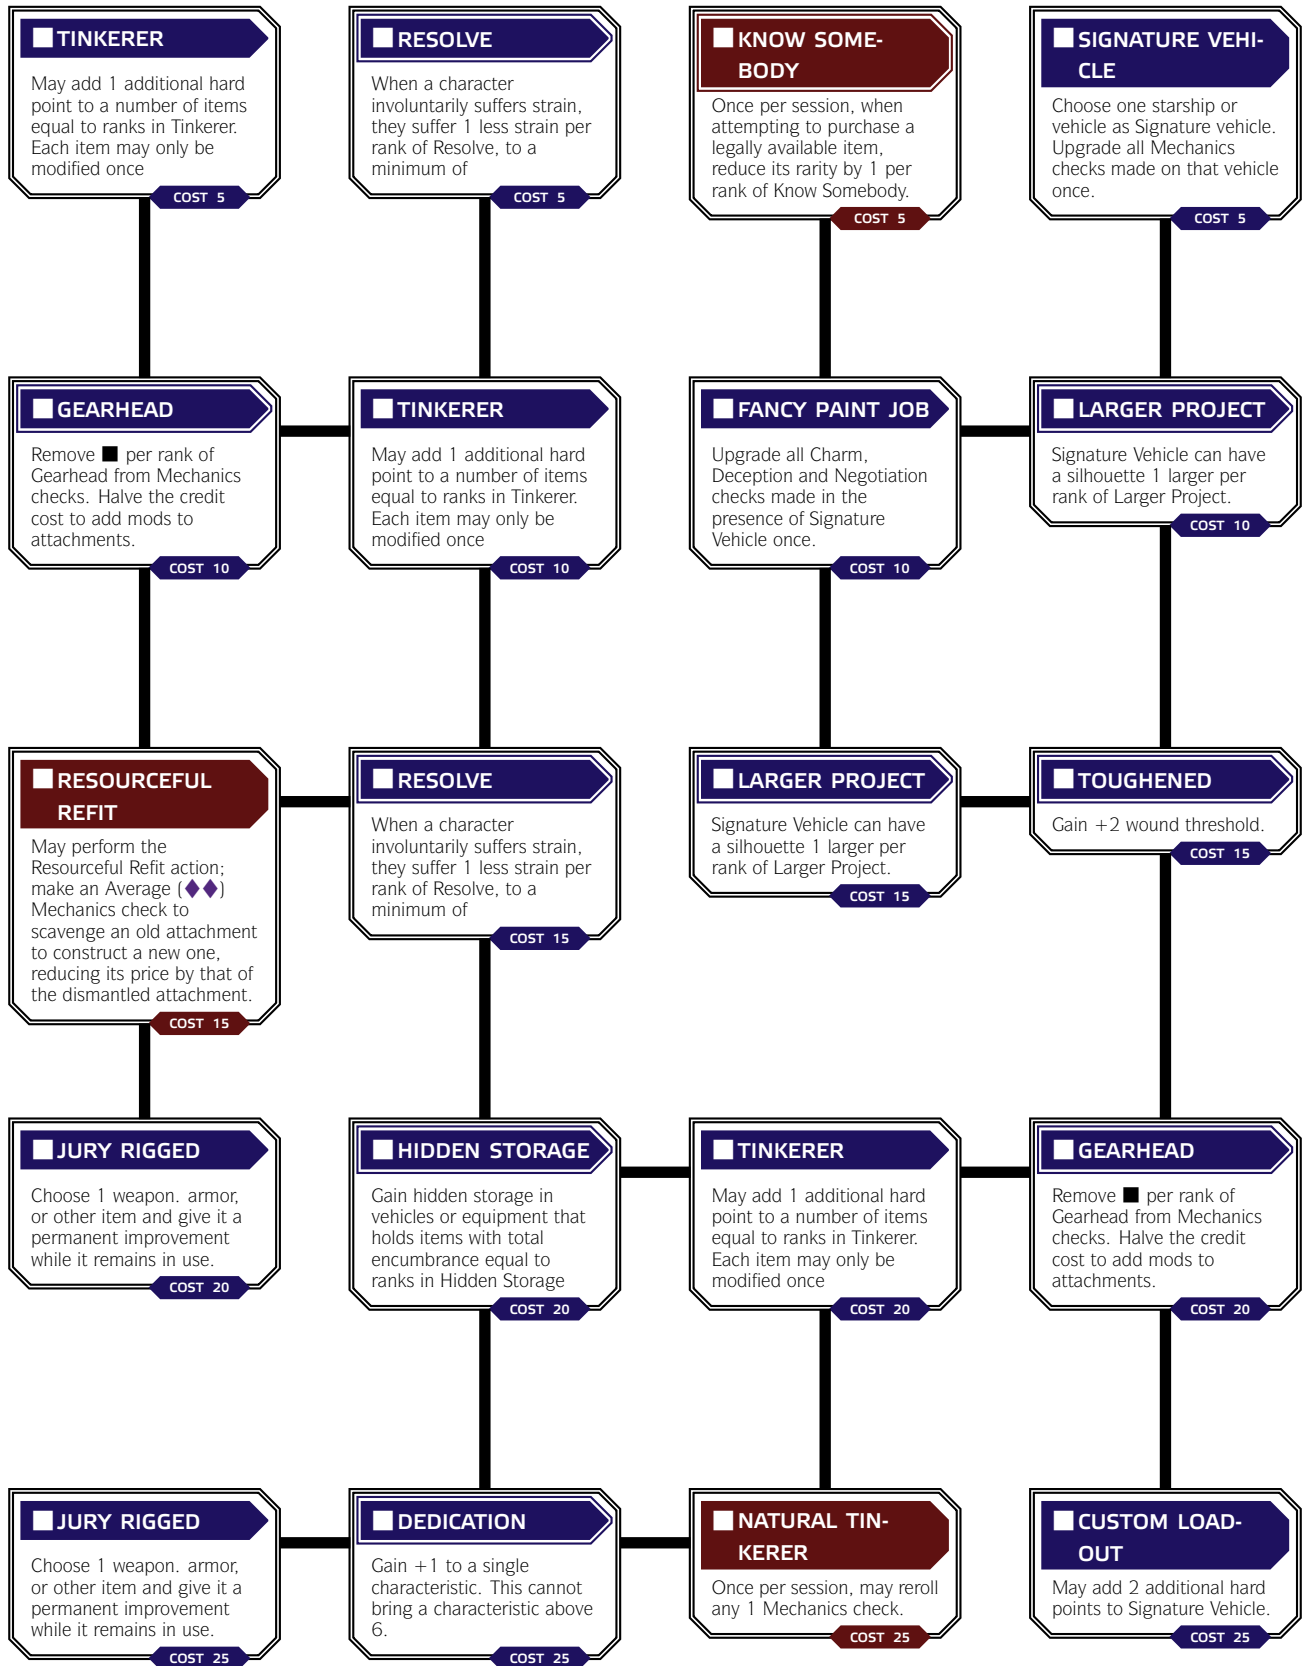 TINKERER
May add 1 additional hard
point to a number of items
equal to ranks in Tinkerer.
Each item may only be
modified once
COST 5
RESOLVE
When a character
involuntarily suffers strain,
they suffer 1 less strain per
rank of Resolve, to a
minimum of
COST 5
KNOW SOME-
BODY
Once per session, when
attempting to purchase a
legally available item,
reduce its rarity by 1 per
rank of Know Somebody.
COST 5
SIGNATURE VEHI-
CLE
Choose one starship or
vehicle as Signature vehicle.
Upgrade all Mechanics
checks made on that vehicle
once.
COST 5
GEARHEAD
Remove ■ per rank of
Gearhead from Mechanics
checks. Halve the credit
cost to add mods to
attachments.
COST 10
TINKERER
May add 1 additional hard
point to a number of items
equal to ranks in Tinkerer.
Each item may only be
modified once
COST 10
FANCY PAINT JOB
Upgrade all Charm,
Deception and Negotiation
checks made in the
presence of Signature
Vehicle once.
COST 10
LARGER PROJECT
Signature Vehicle can have
a silhouette 1 larger per
rank of Larger Project.
COST 10
RESOURCEFUL
REFIT
May perform the
Resourceful Refit action;
make an Average (♦♦)
Mechanics check to
scavenge an old attachment
to construct a new one,
reducing its price by that of
the dismantled attachment.
COST 15
RESOLVE
When a character
involuntarily suffers strain,
they suffer 1 less strain per
rank of Resolve, to a
minimum of
COST 15
LARGER PROJECT
Signature Vehicle can have
a silhouette 1 larger per
rank of Larger Project.
COST 15
TOUGHENED
Gain +2 wound threshold.
COST 15
JURY RIGGED
Choose 1 weapon. armor,
or other item and give it a
permanent improvement
while it remains in use.
COST 20
HIDDEN STORAGE
Gain hidden storage in
vehicles or equipment that
holds items with total
encumbrance equal to
ranks in Hidden Storage
COST 20
TINKERER
May add 1 additional hard
point to a number of items
equal to ranks in Tinkerer.
Each item may only be
modified once
COST 20
GEARHEAD
Remove ■ per rank of
Gearhead from Mechanics
checks. Halve the credit
cost to add mods to
attachments.
COST 20
JURY RIGGED
Choose 1 weapon. armor,
or other item and give it a
permanent improvement
while it remains in use.
COST 25
DEDICATION
Gain +1 to a single
characteristic. This cannot
bring a characteristic above
6.
COST 25
NATURAL TIN-
KERER
Once per session, may reroll
any 1 Mechanics check.
COST 25
CUSTOM LOAD-
OUT
May add 2 additional hard
points to Signature Vehicle.
COST 25